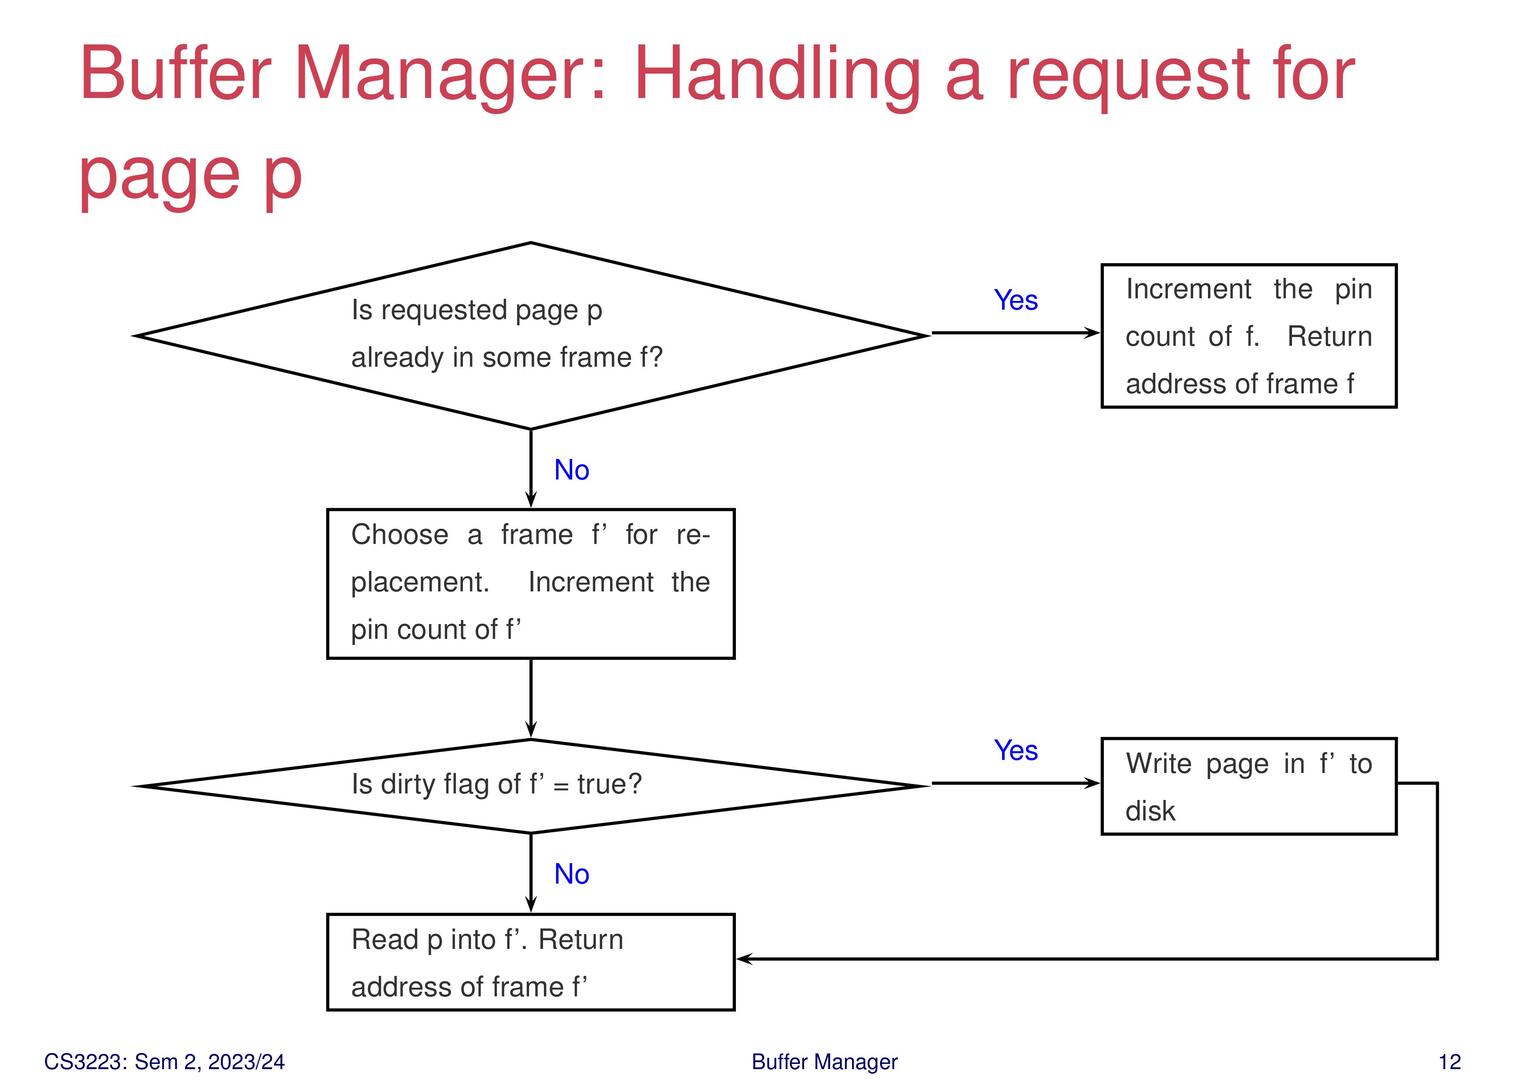 Buffer Manager: Handling a request for
page p
Is requested page p
already in some frame f?
Yes
Increment the pin
count of f. Return
address of frame f
No
Choose a frame f’ for re-
placement. Increment the
pin count of f’
Is dirty flag of f’ = true?
Yes
Write page in f’ to
disk
No
Read p into f’. Return
address of frame f’
CS3223: Sem 2, 2023/24
Buffer Manager
12